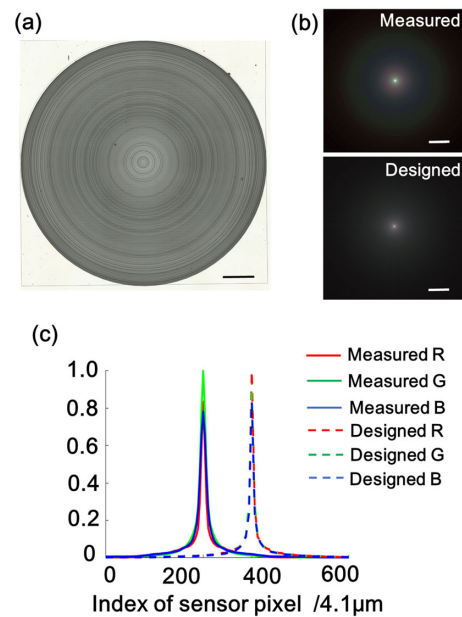 (a)
(b)
Measured
Designed
(c)
1.0
0.8
0.6
0.4
0.2
0
0 200 400 600
Index of sensor pixel /4.1μm
Measured R
Measured G
Measured B
Designed R
Designed G
Designed B